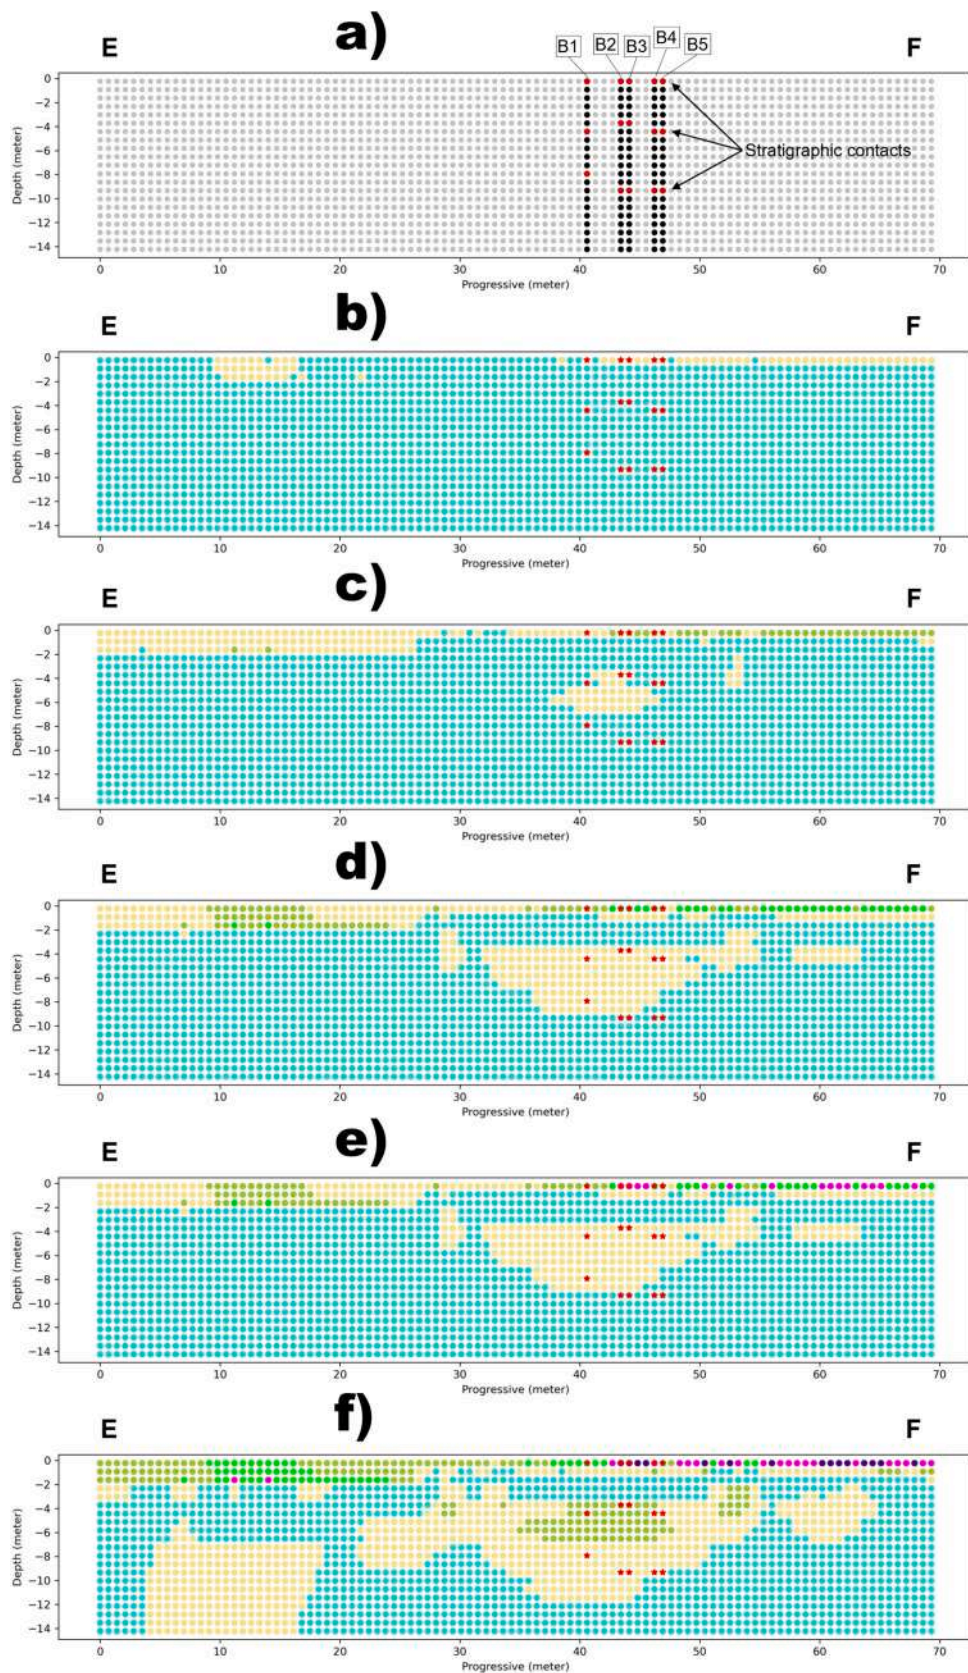 a)
E
F
B1
B2
B3
B4
B5
Stratigraphic contacts
Depth (meter)
0
−2
−4
−6
−8
−10
−12
−14
0 10 20 30 40 50 60 70
Progressive (meter)
b)
E
F
Depth (meter)
0
−2
−4
−6
−8
−10
−12
−14
0 10 20 30 40 50 60 70
Progressive (meter)
c)
E
F
Depth (meter)
0
−2
−4
−6
−8
−10
−12
−14
0 10 20 30 40 50 60 70
Progressive (meter)
d)
E
F
Depth (meter)
0
−2
−4
−6
−8
−10
−12
−14
0 10 20 30 40 50 60 70
Progressive (meter)
e)
E
F
Depth (meter)
0
−2
−4
−6
−8
−10
−12
−14
0 10 20 30 40 50 60 70
Progressive (meter)
f)
E
F
Depth (meter)
0
−2
−4
−6
−8
−10
−12
−14
0 10 20 30 40 50 60 70
Progressive (meter)